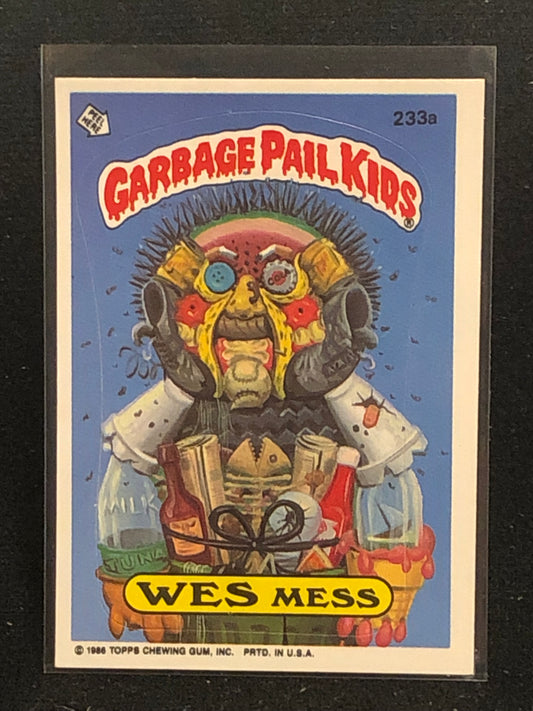 PEEL HERE
233a
GARBAGE PAIL KIDS®
MILK
TUNA
WES MESS
© 1986 TOPPS CHEWING GUM, INC. PRTD. IN U.S.A.